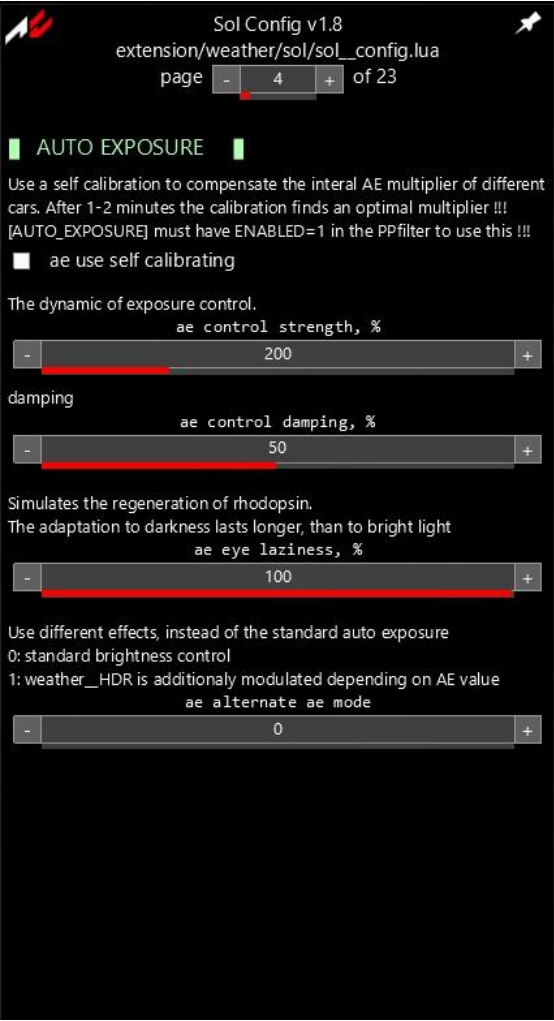 Sol Config v1.8
extension/weather/sol/sol__config.lua
page - 4 + of 23
AUTO EXPOSURE
Use a self calibration to compensate the interal AE multiplier of different
cars. After 1-2 minutes the calibration finds an optimal multiplier !!!
[AUTO_EXPOSURE] must have ENABLED=1 in the PPfilter to use this !!!
ae use self calibrating
The dynamic of exposure control.
ae control strength, %
- 200 +
damping
ae control damping, %
- 50 +
Simulates the regeneration of rhodopsin.
The adaptation to darkness lasts longer, than to bright light
ae eye laziness, %
- 100 +
Use different effects, instead of the standard auto exposure
0: standard brightness control
1: weather__HDR is additionaly modulated depending on AE value
ae alternate ae mode
- 0 +